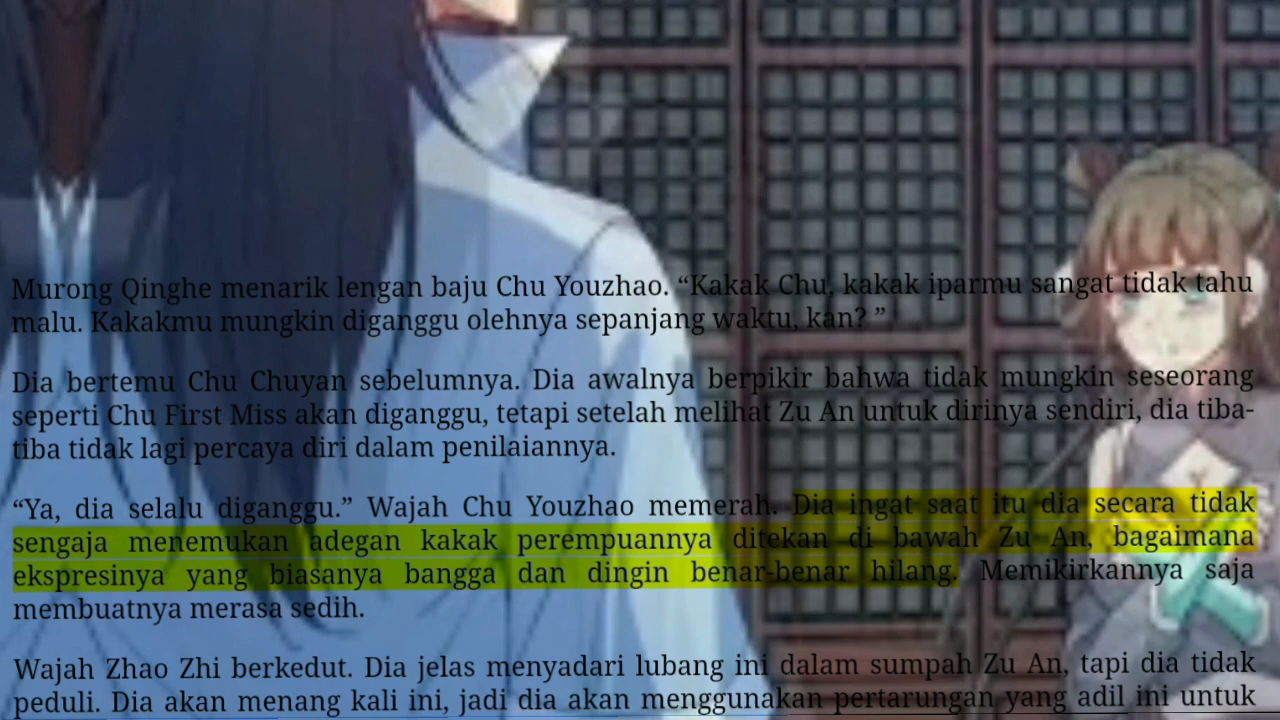 Murong Qinghe menarik lengan baju Chu Youzhao. “Kakak Chu, kakak iparmu sangat tidak tahu
malu. Kakakmu mungkin diganggu olehnya sepanjang waktu, kan? ”
Dia bertemu Chu Chuyan sebelumnya. Dia awalnya berpikir bahwa tidak mungkin seseorang
seperti Chu First Miss akan diganggu, tetapi setelah melihat Zu An untuk dirinya sendiri, dia tiba-
tiba tidak lagi percaya diri dalam penilaiannya.
“Ya, dia selalu diganggu.” Wajah Chu Youzhao memerah. Dia ingat saat itu dia secara tidak
sengaja menemukan adegan kakak perempuannya ditekan di bawah Zu An, bagaimana
ekspresinya yang biasanya bangga dan dingin benar-benar hilang. Memikirkannya saja
membuatnya merasa sedih.
Wajah Zhao Zhi berkedut. Dia jelas menyadari lubang ini dalam sumpah Zu An, tapi dia tidak
peduli. Dia akan menang kali ini, jadi dia akan menggunakan pertarungan yang adil ini untuk